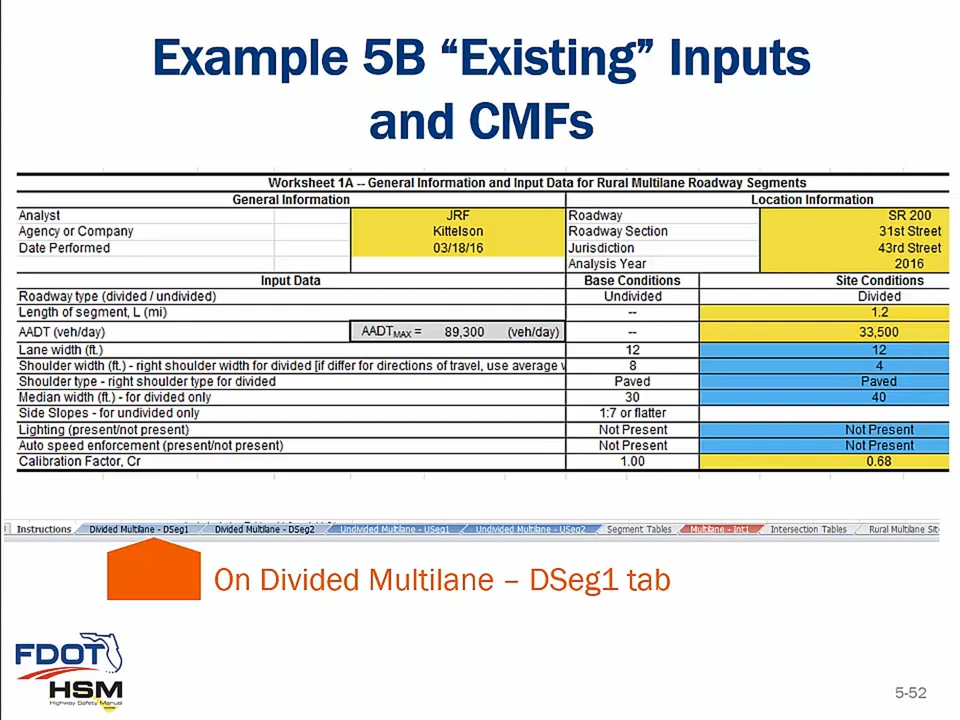 Example 5B “Existing” Inputs
and CMFs
Worksheet 1A -- General Information and Input Data for Rural Multilane Roadway Segments
General Information Location Information
Analyst JRF Roadway SR 200
Agency or Company Kittelson Roadway Section 31st Street
Date Performed 03/18/16 Jurisdiction 43rd Street
Analysis Year 2016
Input Data Base Conditions Site Conditions
Roadway type (divided / undivided) Undivided Divided
Length of segment, L (mi) -- 1.2
AADT (veh/day) AADTMAX = 89,300 (veh/day) -- 33,500
Lane width (ft.) 12 12
Shoulder width (ft.) - right shoulder width for divided [if differ for directions of travel, use average w 8 4
Shoulder type - right shoulder type for divided Paved Paved
Median width (ft.) - for divided only 30 40
Side Slopes - for undivided only 1:7 or flatter
Lighting (present/not present) Not Present Not Present
Auto speed enforcement (present/not present) Not Present Not Present
Calibration Factor, Cr 1.00 0.68
Instructions Divided Multilane - DSeg1 Divided Multilane - DSeg2 Undivided Multilane - USeg1 Undivided Multilane - USeg2 Segment Tables Multilane - Int1 Intersection Tables Rural Multilane Sit
On Divided Multilane – DSeg1 tab
FDOT
HSM
Highway Safety Manual
5-52